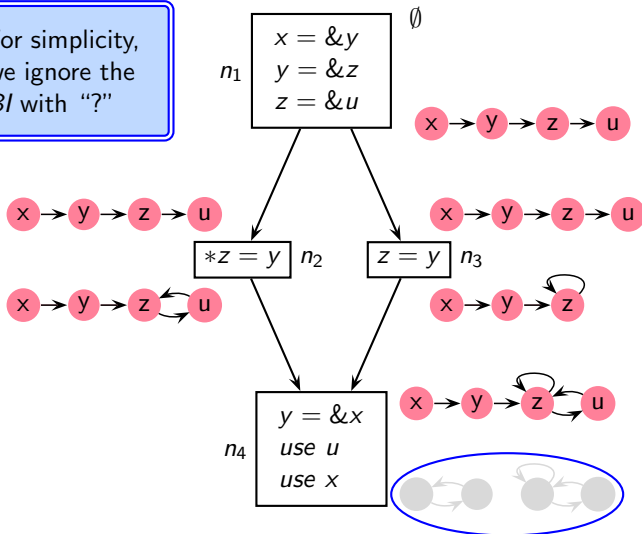 or simplicity,
we ignore the
BI with “?”
∅
n1
x = &y
y = &z
z = &u
x y z u
x y z u
x y z u
∗z = y n2
z = y n3
x y z u
x y z
x y z u
n4
y = &x
use u
use x